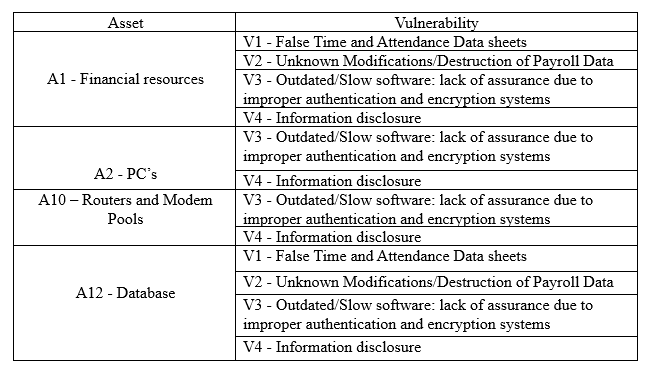 Asset Vulnerability
A1 - Financial resources
V1 - False Time and Attendance Data sheets
V2 - Unknown Modifications/Destruction of Payroll Data
V3 - Outdated/Slow software: lack of assurance due to
improper authentication and encryption systems
V4 - Information disclosure
A2 - PC’s
V3 - Outdated/Slow software: lack of assurance due to
improper authentication and encryption systems
V4 - Information disclosure
A10 – Routers and Modem
Pools
V3 - Outdated/Slow software: lack of assurance due to
improper authentication and encryption systems
V4 - Information disclosure
A12 - Database
V1 - False Time and Attendance Data sheets
V2 - Unknown Modifications/Destruction of Payroll Data
V3 - Outdated/Slow software: lack of assurance due to
improper authentication and encryption systems
V4 - Information disclosure